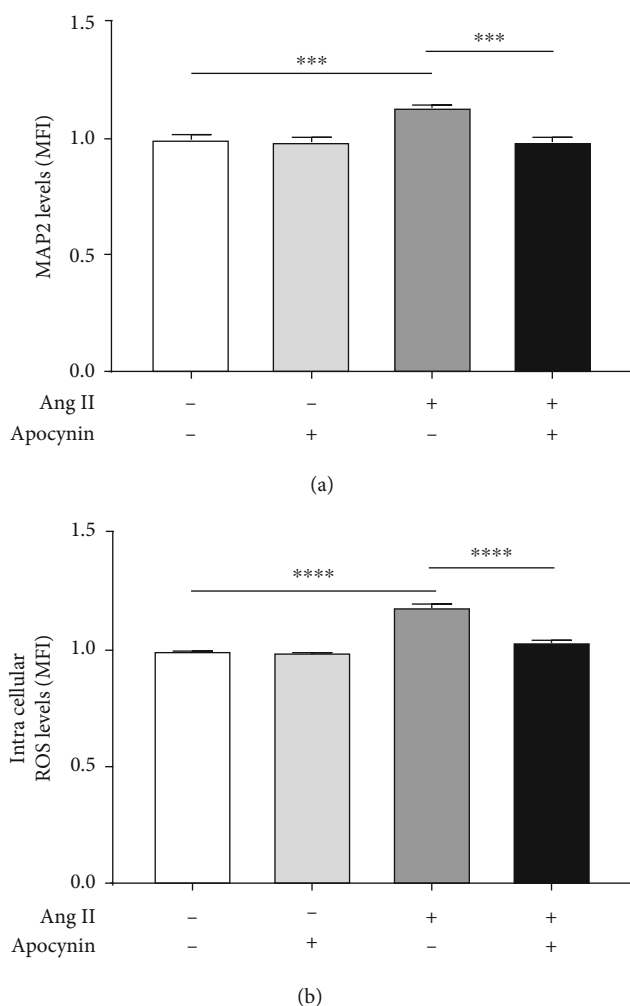 1.5
***
***
1.0
MAP2 levels (MFI)
0.5
0.0
Ang II – – + +
Apocynin – + – +
(a)
1.5
****
****
1.0
Intra cellular
ROS levels (MFI)
0.5
0.0
Ang II – – + +
Apocynin – + – +
(b)